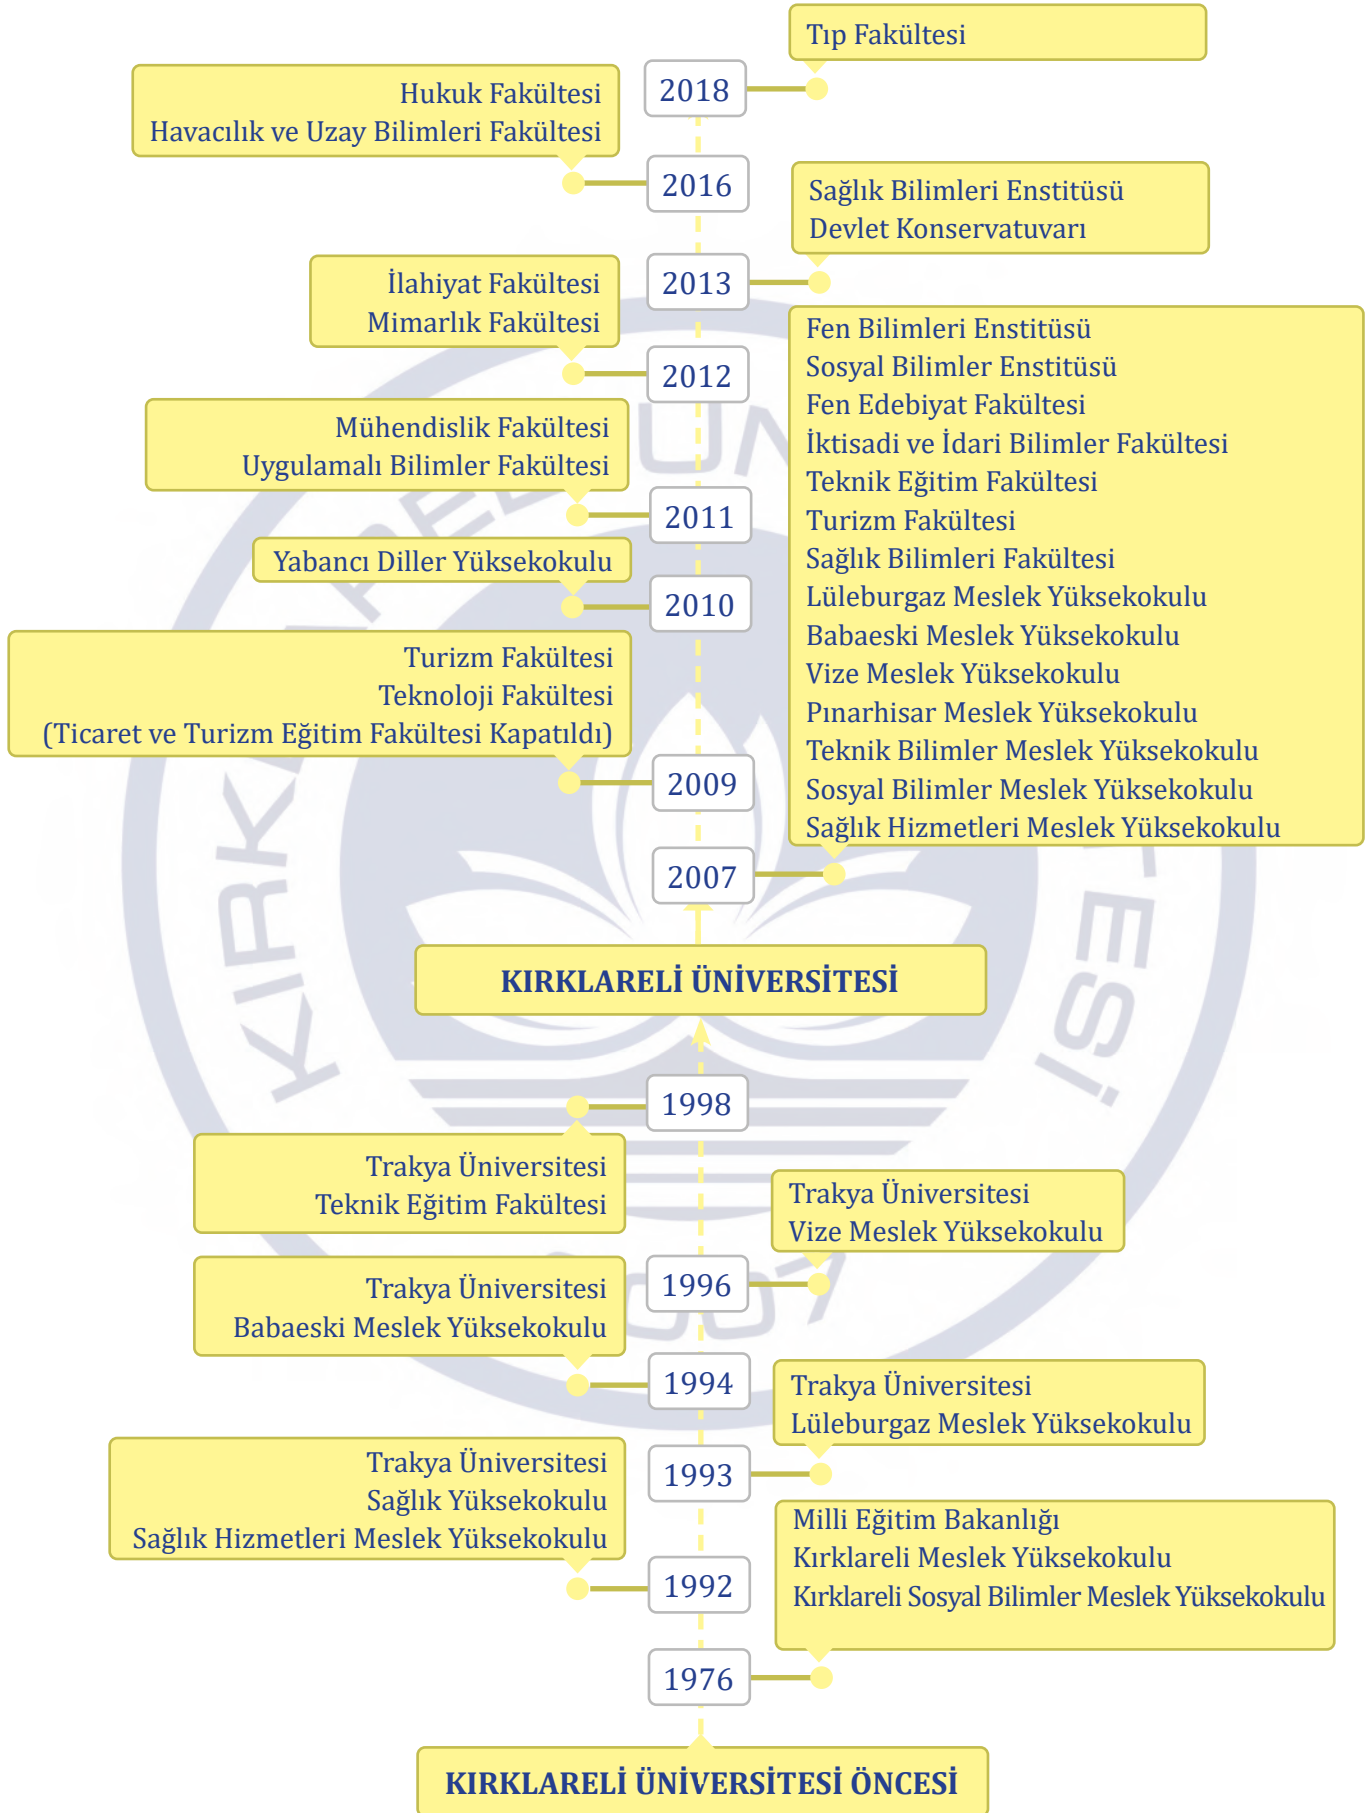 Tıp Fakültesi
2018
Hukuk Fakültesi
Havacılık ve Uzay Bilimleri Fakültesi
2016
Sağlık Bilimleri Enstitüsü
Devlet Konservatuvarı
2013
İlahiyat Fakültesi
Mimarlık Fakültesi
2012
Fen Bilimleri Enstitüsü
Sosyal Bilimler Enstitüsü
Fen Edebiyat Fakültesi
İktisadi ve İdari Bilimler Fakültesi
Teknik Eğitim Fakültesi
Turizm Fakültesi
Sağlık Bilimleri Fakültesi
Lüleburgaz Meslek Yüksekokulu
Babaeski Meslek Yüksekokulu
Vize Meslek Yüksekokulu
Pınarhisar Meslek Yüksekokulu
Teknik Bilimler Meslek Yüksekokulu
Sosyal Bilimler Meslek Yüksekokulu
Sağlık Hizmetleri Meslek Yüksekokulu
Mühendislik Fakültesi
Uygulamalı Bilimler Fakültesi
2011
Yabancı Diller Yüksekokulu
2010
Turizm Fakültesi
Teknoloji Fakültesi
(Ticaret ve Turizm Eğitim Fakültesi Kapatıldı)
2009
2007
KIRKLARELİ ÜNİVERSİTESİ
1998
Trakya Üniversitesi
Teknik Eğitim Fakültesi
Trakya Üniversitesi
Vize Meslek Yüksekokulu
1996
Trakya Üniversitesi
Babaeski Meslek Yüksekokulu
1994
Trakya Üniversitesi
Lüleburgaz Meslek Yüksekokulu
1993
Trakya Üniversitesi
Sağlık Yüksekokulu
Sağlık Hizmetleri Meslek Yüksekokulu
1992
Milli Eğitim Bakanlığı
Kırklareli Meslek Yüksekokulu
Kırklareli Sosyal Bilimler Meslek Yüksekokulu
1976
KIRKLARELİ ÜNİVERSİTESİ ÖNCESİ